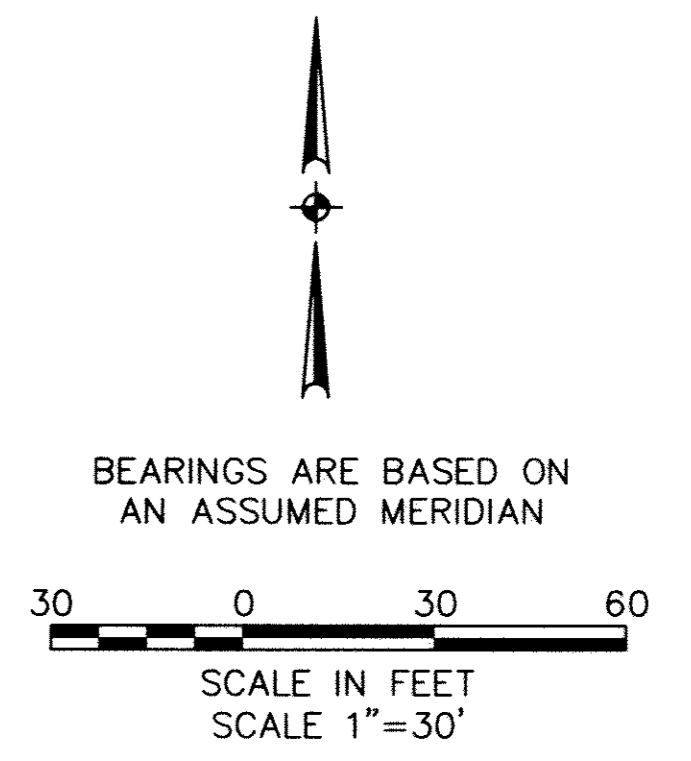 BEARINGS ARE BASED ON
AN ASSUMED MERIDIAN
30 0 30 60
SCALE IN FEET
SCALE 1"=30'